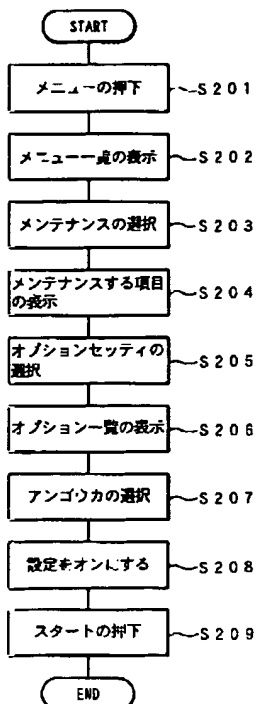 START
メニューの押下
S201
メニュー一覧の表示
S202
メンテナンスの選択
S203
メンテナンスする項目
の表示
S204
オプションセッティの
選択
S205
オプション一覧の表示
S206
アンゴウカの選択
S207
設定をオンにする
S208
スタートの押下
S209
END